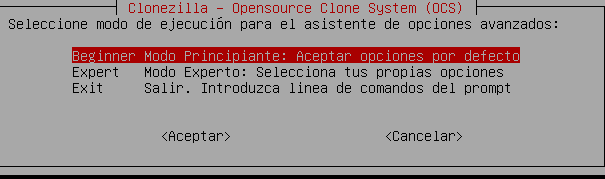 Clonezilla - Opensource Clone System (OCS)
Seleccione modo de ejecución para el asistente de opciones avanzados:
Beginner Modo Principiante: Aceptar opciones por defecto
Expert Modo Experto: Selecciona tus propias opciones
Exit Salir. Introduzca linea de comandos del prompt
<Aceptar> <Cancelar>